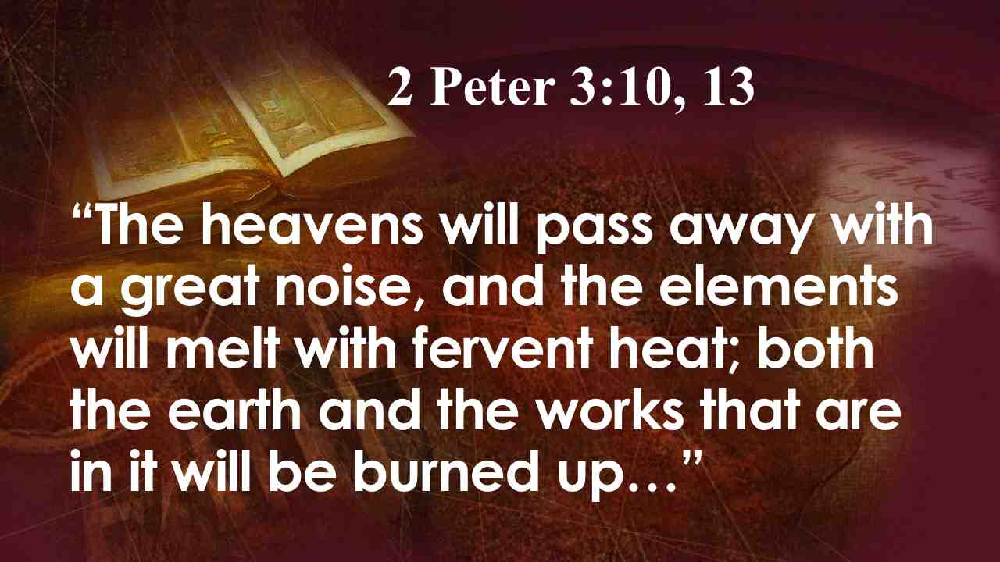 2 Peter 3:10, 13
“The heavens will pass away with
a great noise, and the elements
will melt with fervent heat; both
the earth and the works that are
in it will be burned up…”